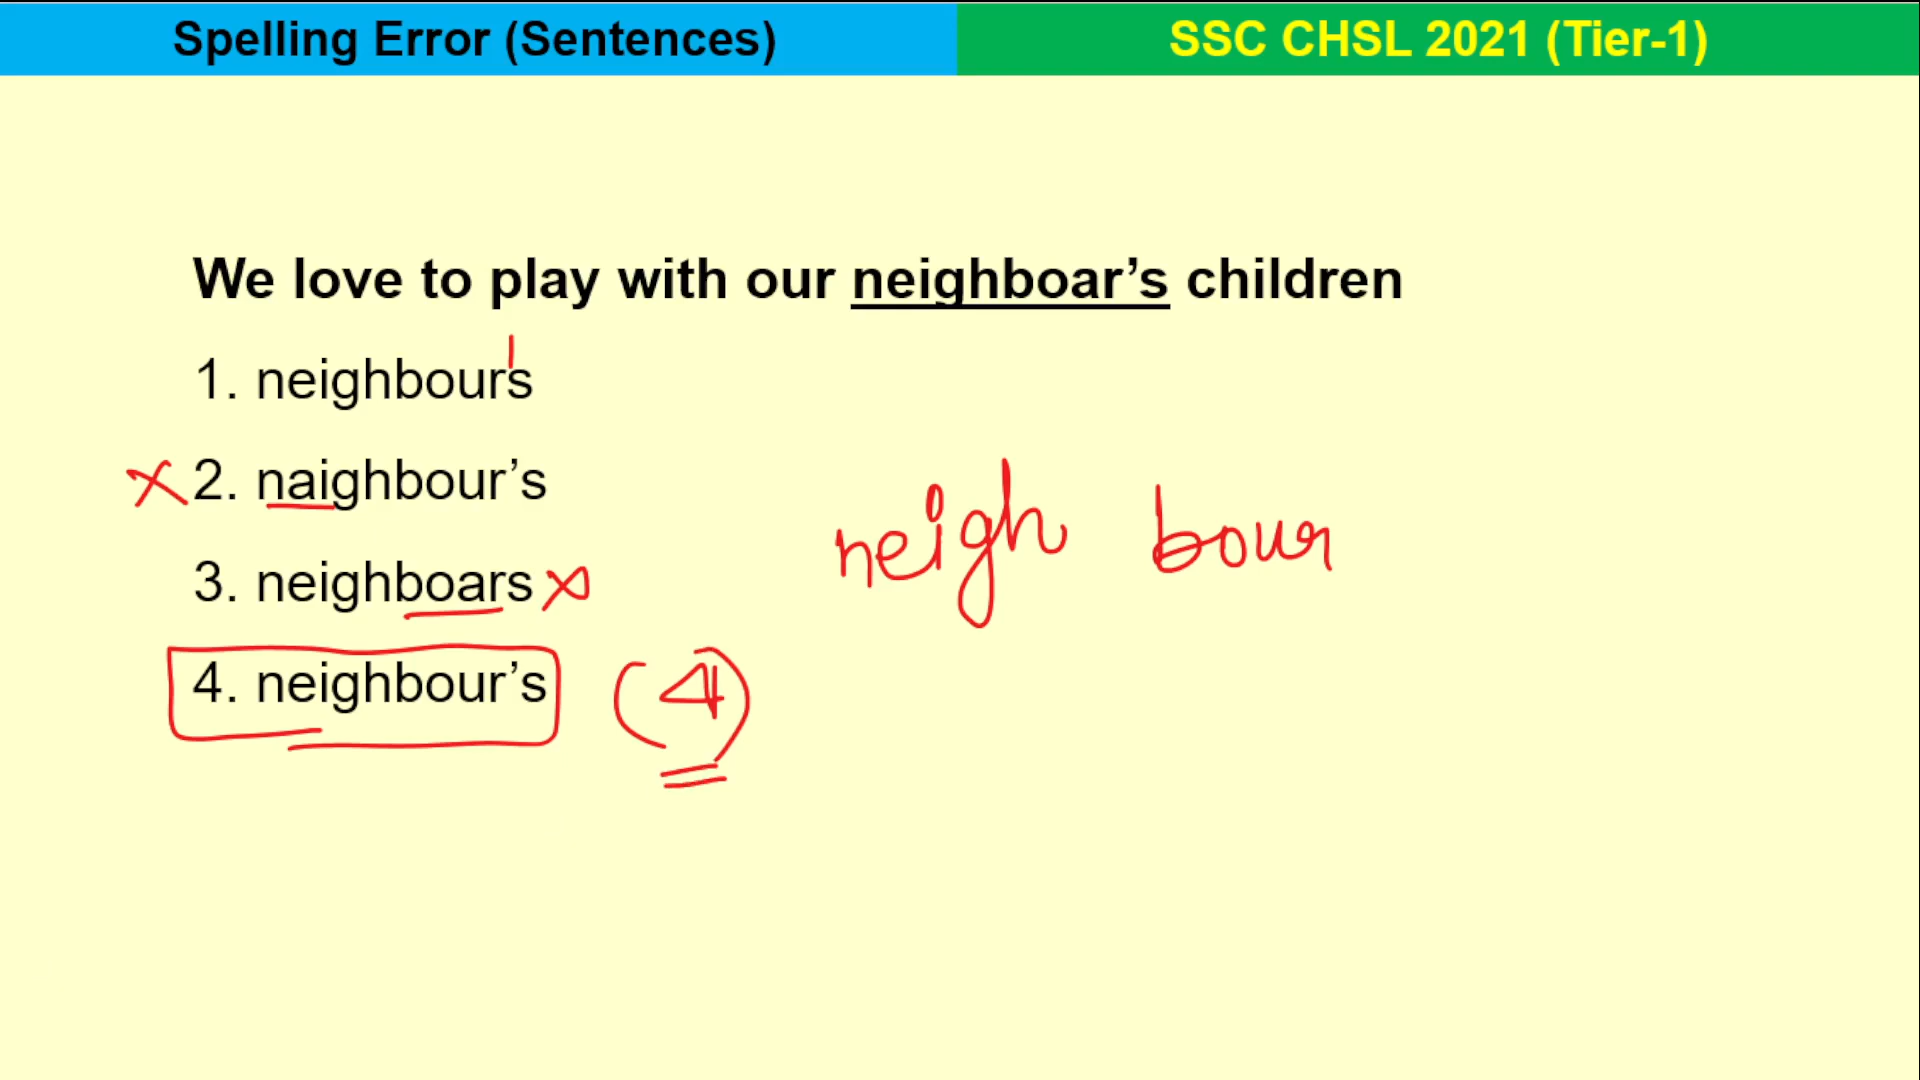 Spelling Error (Sentences)
SSC CHSL 2021 (Tier-1)
We love to play with our neighboar’s children
1. neighbours
2. naighbour’s
3. neighboars
4. neighbour’s
neigh bour
(4)